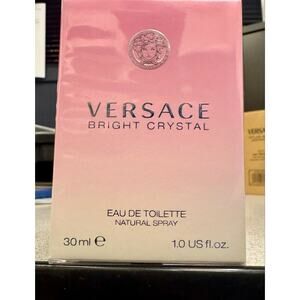 VERSACE
BRIGHT CRYSTAL
EAU DE TOILETTE
NATURAL SPRAY
30 ml ℮ 1.0 US fl.oz.